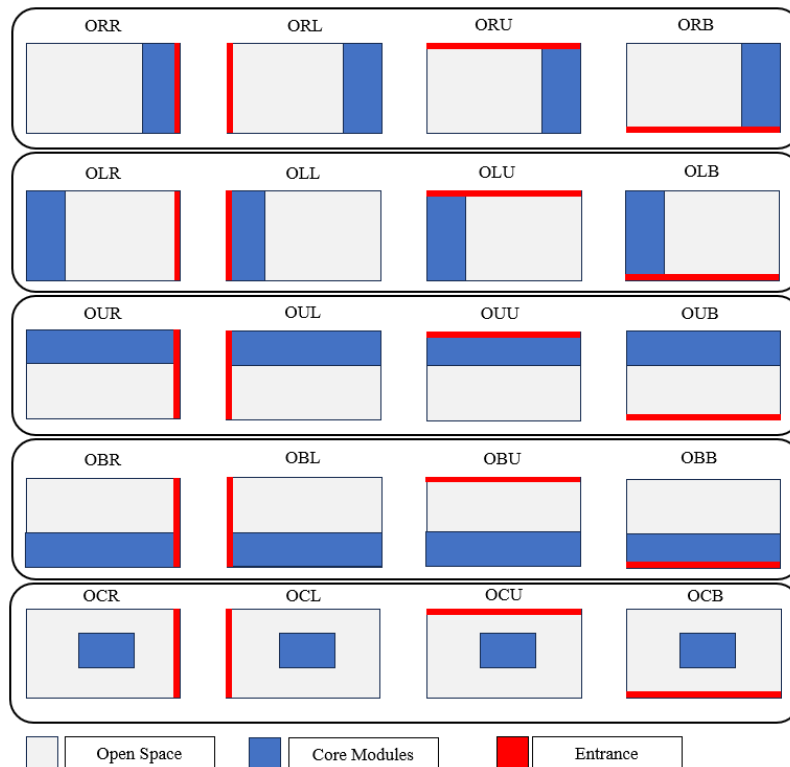 ORR ORL ORU ORB
OLR OLL OLU OLB
OUR OUL OUU OUB
OBR OBL OBU OBB
OCR OCL OCU OCB
Open Space Core Modules Entrance